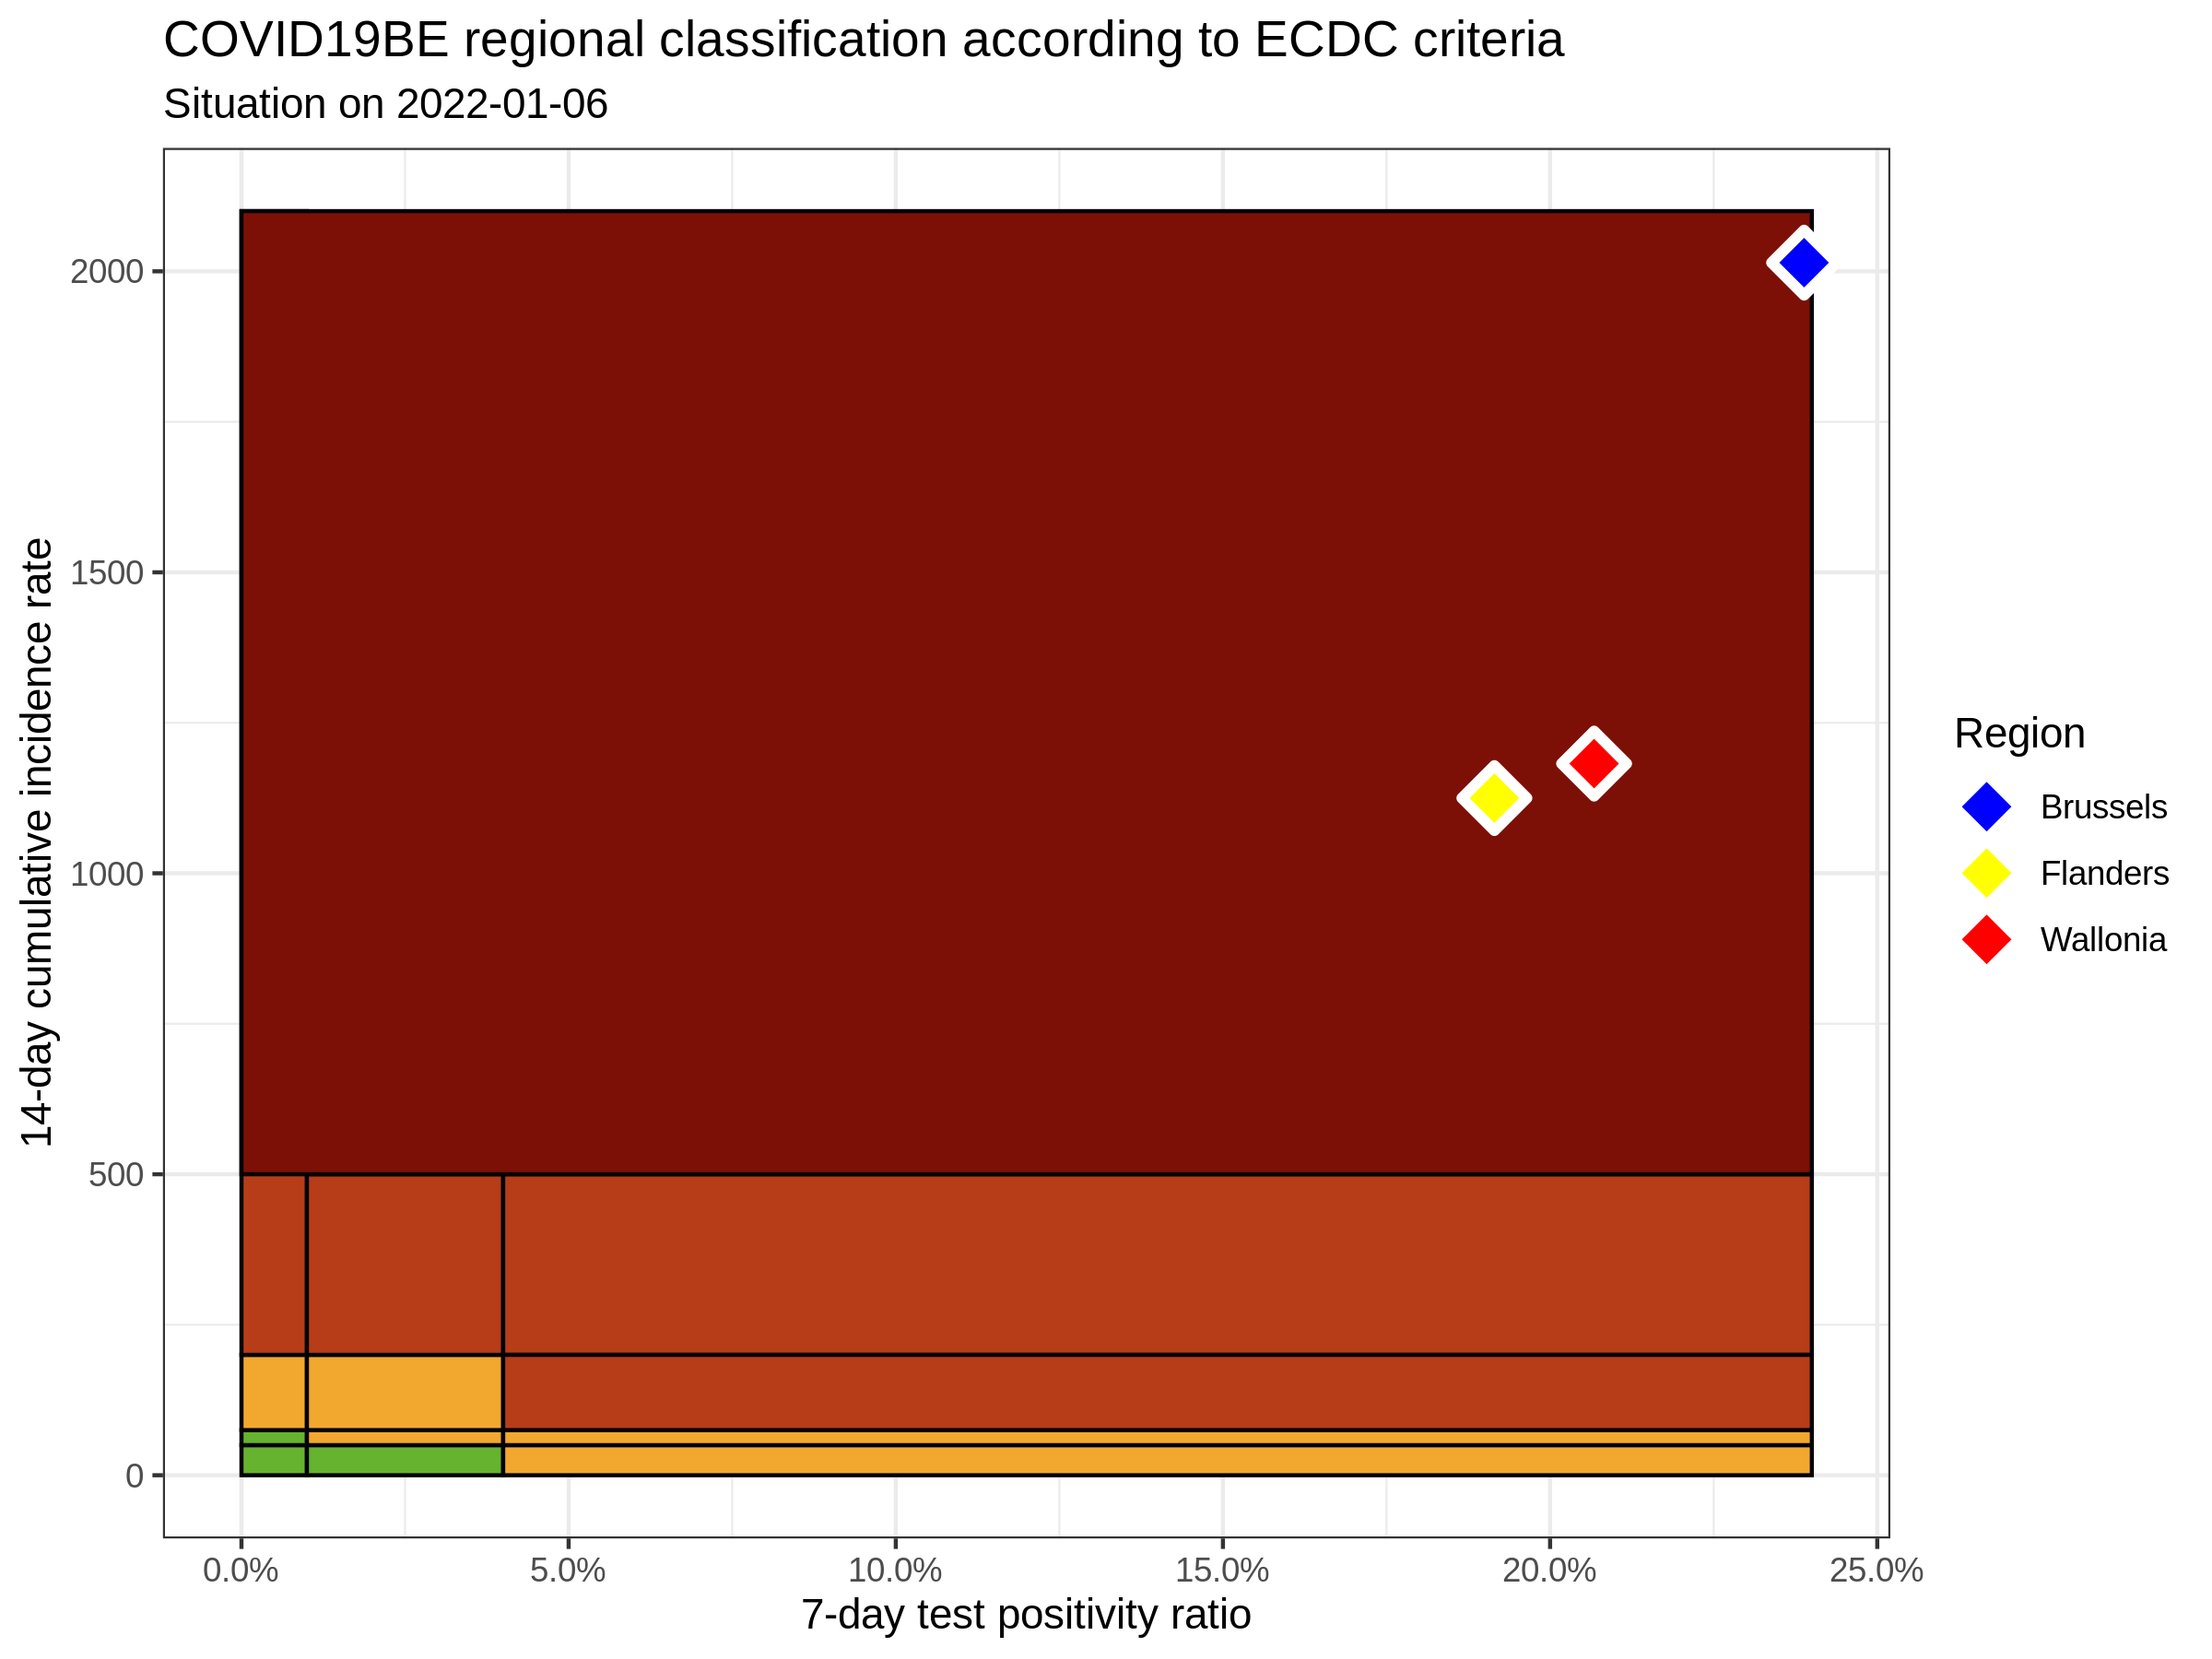 COVID19BE regional classification according to ECDC criteria
Situation on 2022-01-06
14-day cumulative incidence rate
2000
1500
1000
500
0
0.0%
5.0%
10.0%
15.0%
20.0%
25.0%
7-day test positivity ratio
Region
Brussels
Flanders
Wallonia